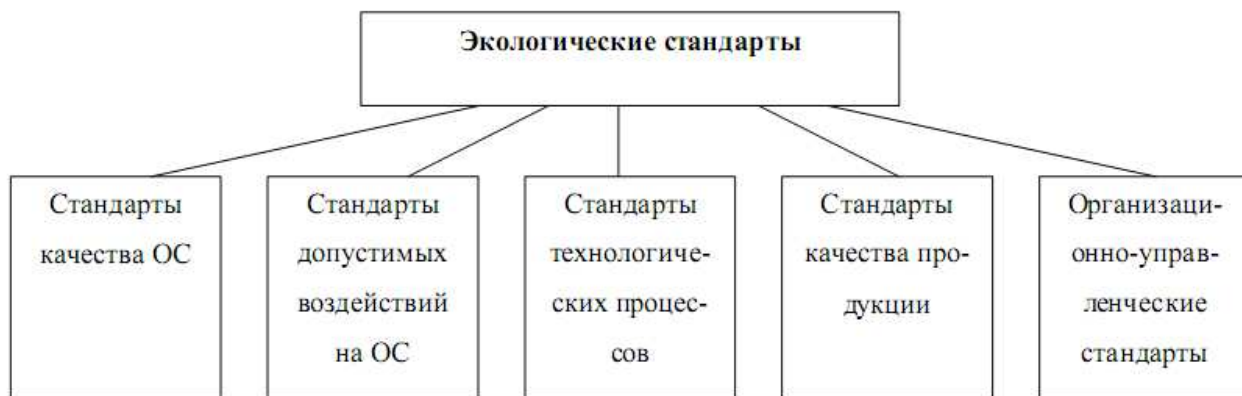 Экологические стандарты
Стандарты
качества ОС
Стандарты
допустимых
воздействий
на ОС
Стандарты
технологиче-
ских процес-
сов
Стандарты
качества про-
дукции
Организаци-
онно-управ-
ленческие
стандарты